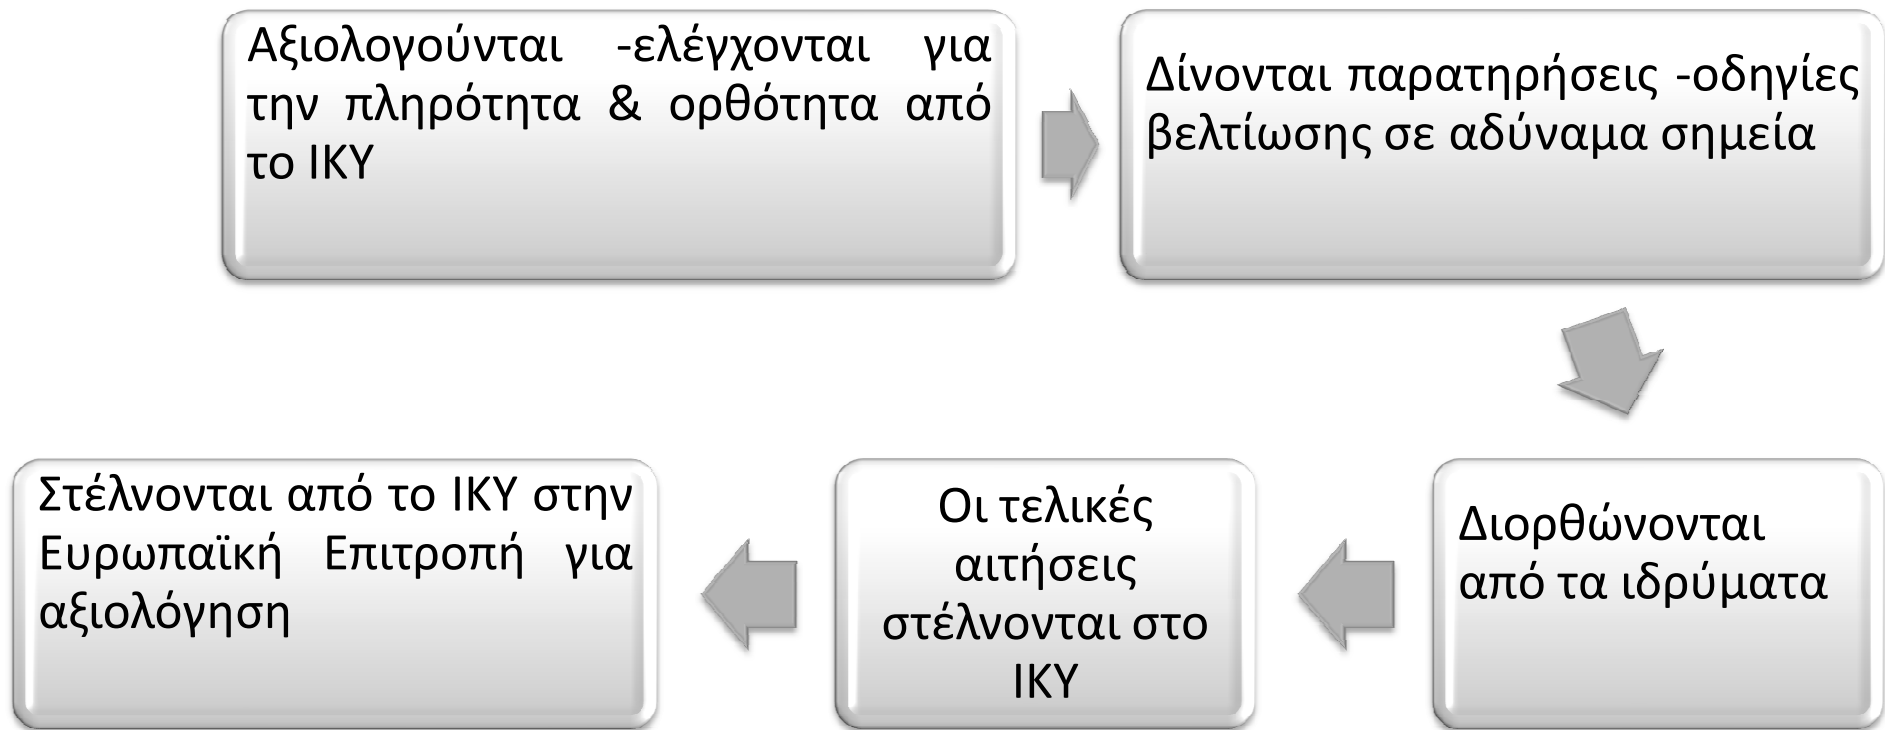 Αξιολογούνται -ελέγχονται για
την πληρότητα & ορθότητα από
το ΙΚΥ
Δίνονται παρατηρήσεις -οδηγίες
βελτίωσης σε αδύναμα σημεία
Διορθώνονται
από τα ιδρύματα
Οι τελικές
αιτήσεις
στέλνονται στο
ΙΚΥ
Στέλνονται από το ΙΚΥ στην
Ευρωπαϊκή Επιτροπή για
αξιολόγηση